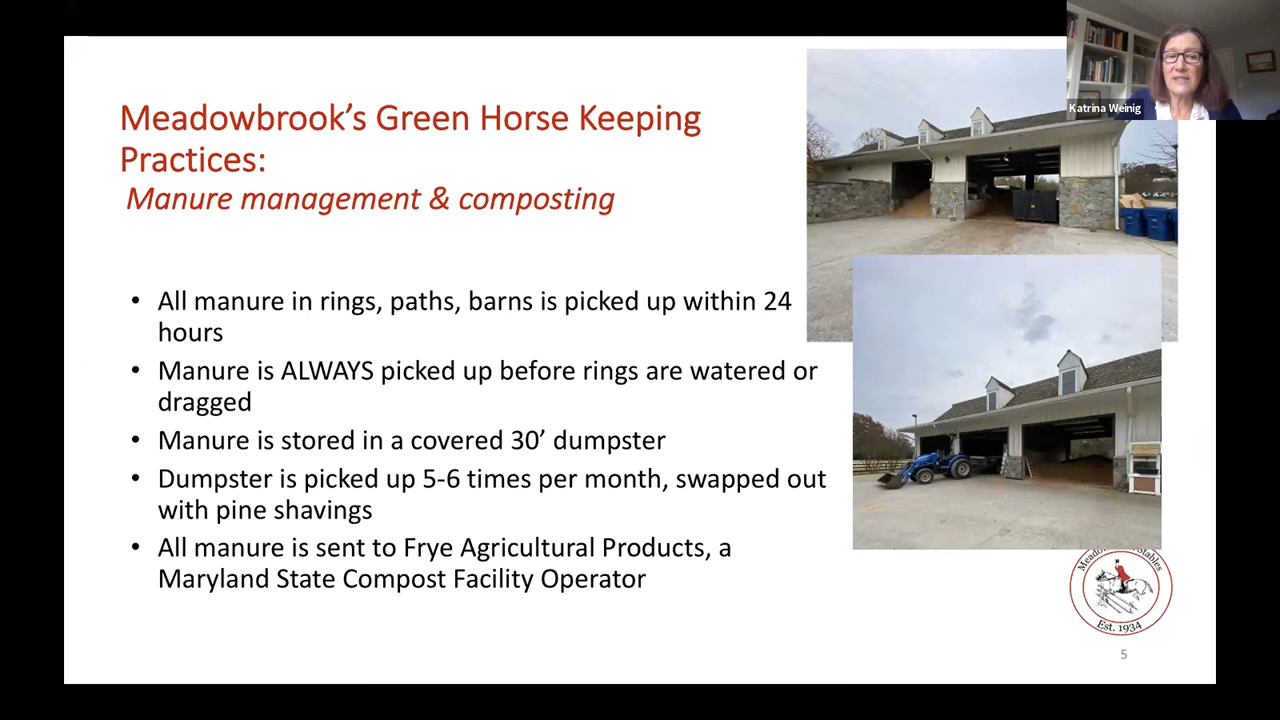 Katrina Weinig
Meadowbrook's Green Horse Keeping
Practices:
Manure management & composting
• All manure in rings, paths, barns is picked up within 24
hours
• Manure is ALWAYS picked up before rings are watered or
dragged
• Manure is stored in a covered 30’ dumpster
• Dumpster is picked up 5-6 times per month, swapped out
with pine shavings
• All manure is sent to Frye Agricultural Products, a
Maryland State Compost Facility Operator
Est. 1934
5